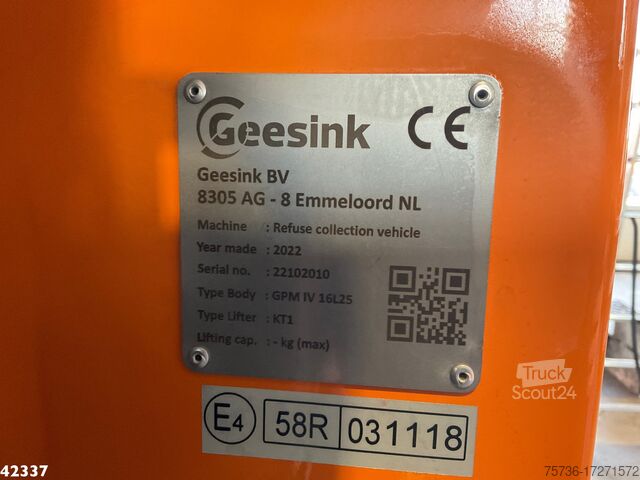 Geesink CE
Geesink BV
8305 AG - 8 Emmeloord NL
Machine : Refuse collection vehicle
Year made : 2022
Serial no. : 22102010
Type Body : GPM IV 16L25
Type Lifter : KT1
Lifting cap. : - kg (max)
E4 58R 031118
Truck
Scout24
42337
75736-17271572